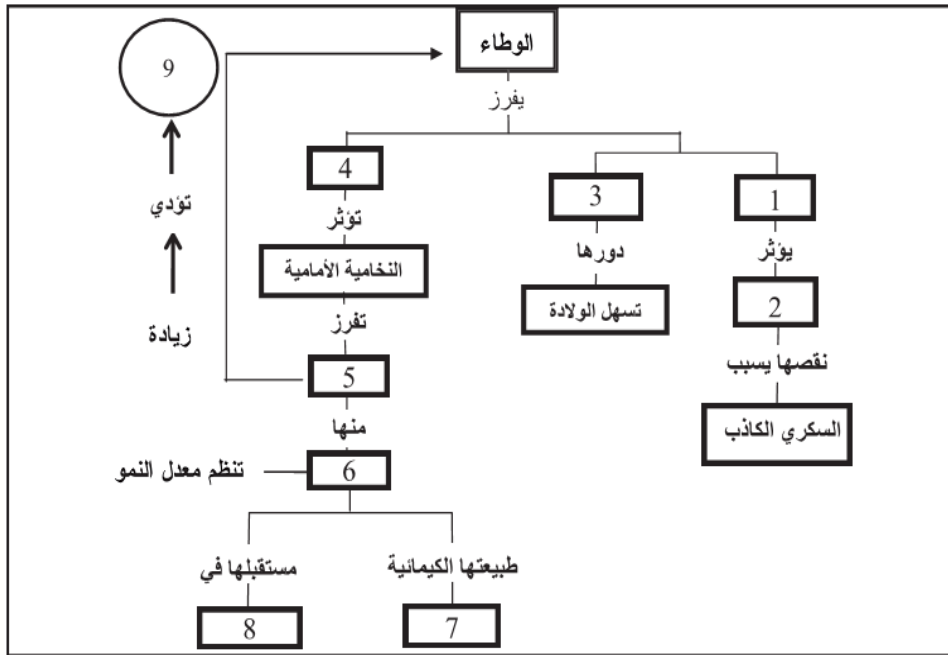 الوطاء
9
يفرز
4
3
1
تؤثر
دورها
يؤثر
تؤدي
النخامية الأمامية
تسهل الولادة
2
تفرز
زيادة
نقصها يسبب
5
السكري الكاذب
منها
6
تنظم معدل النمو
طبيعتها الكيمائية
مستقبلها في
7
8